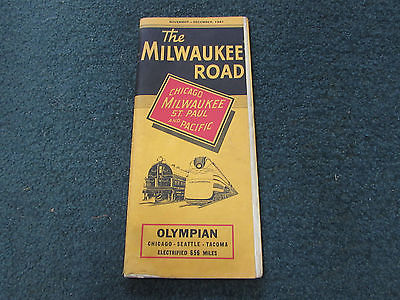 NOVEMBER - DECEMBER, 1941
The
MILWAUKEE
ROAD
CHICAGO
MILWAUKEE
ST. PAUL
AND PACIFIC
OLYMPIAN
CHICAGO - SEATTLE - TACOMA
ELECTRIFIED 656 MILES